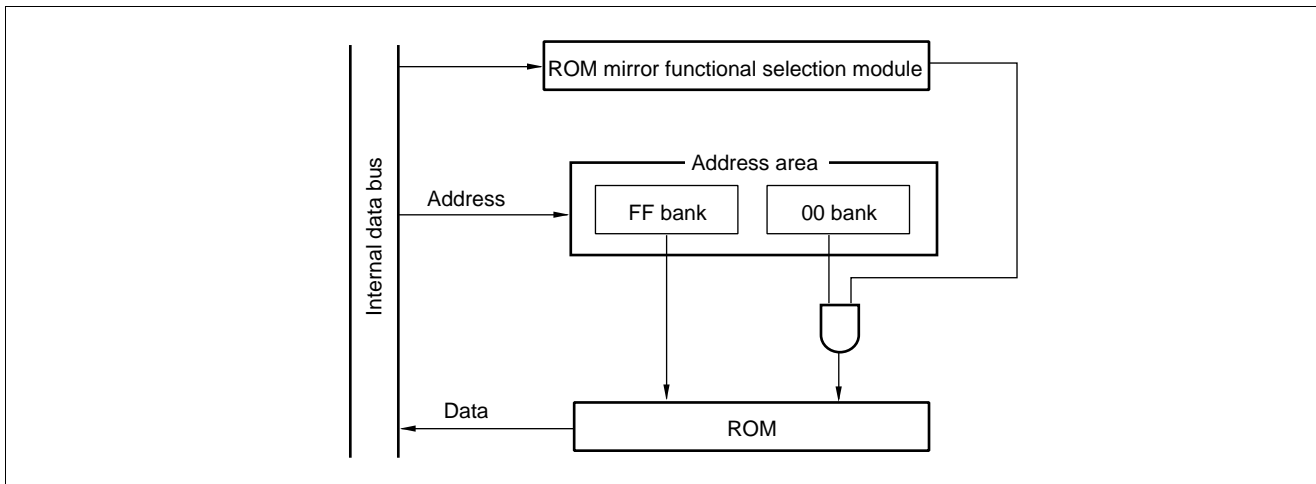 ROM mirror functional selection module
Internal data bus
Address area
Address
FF bank
00 bank
Data
ROM